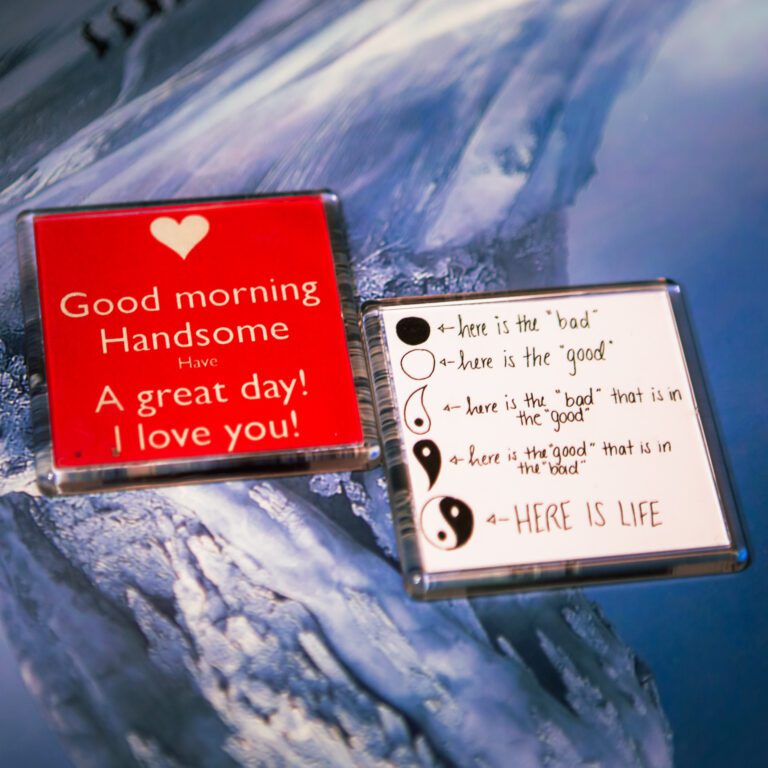 Good morning
Handsome
Have
A great day!
I love you!
here is the "bad"
here is the "good"
here is the "bad" that is in
the "good"
here is the "good" that is in
the "bad"
HERE IS LIFE